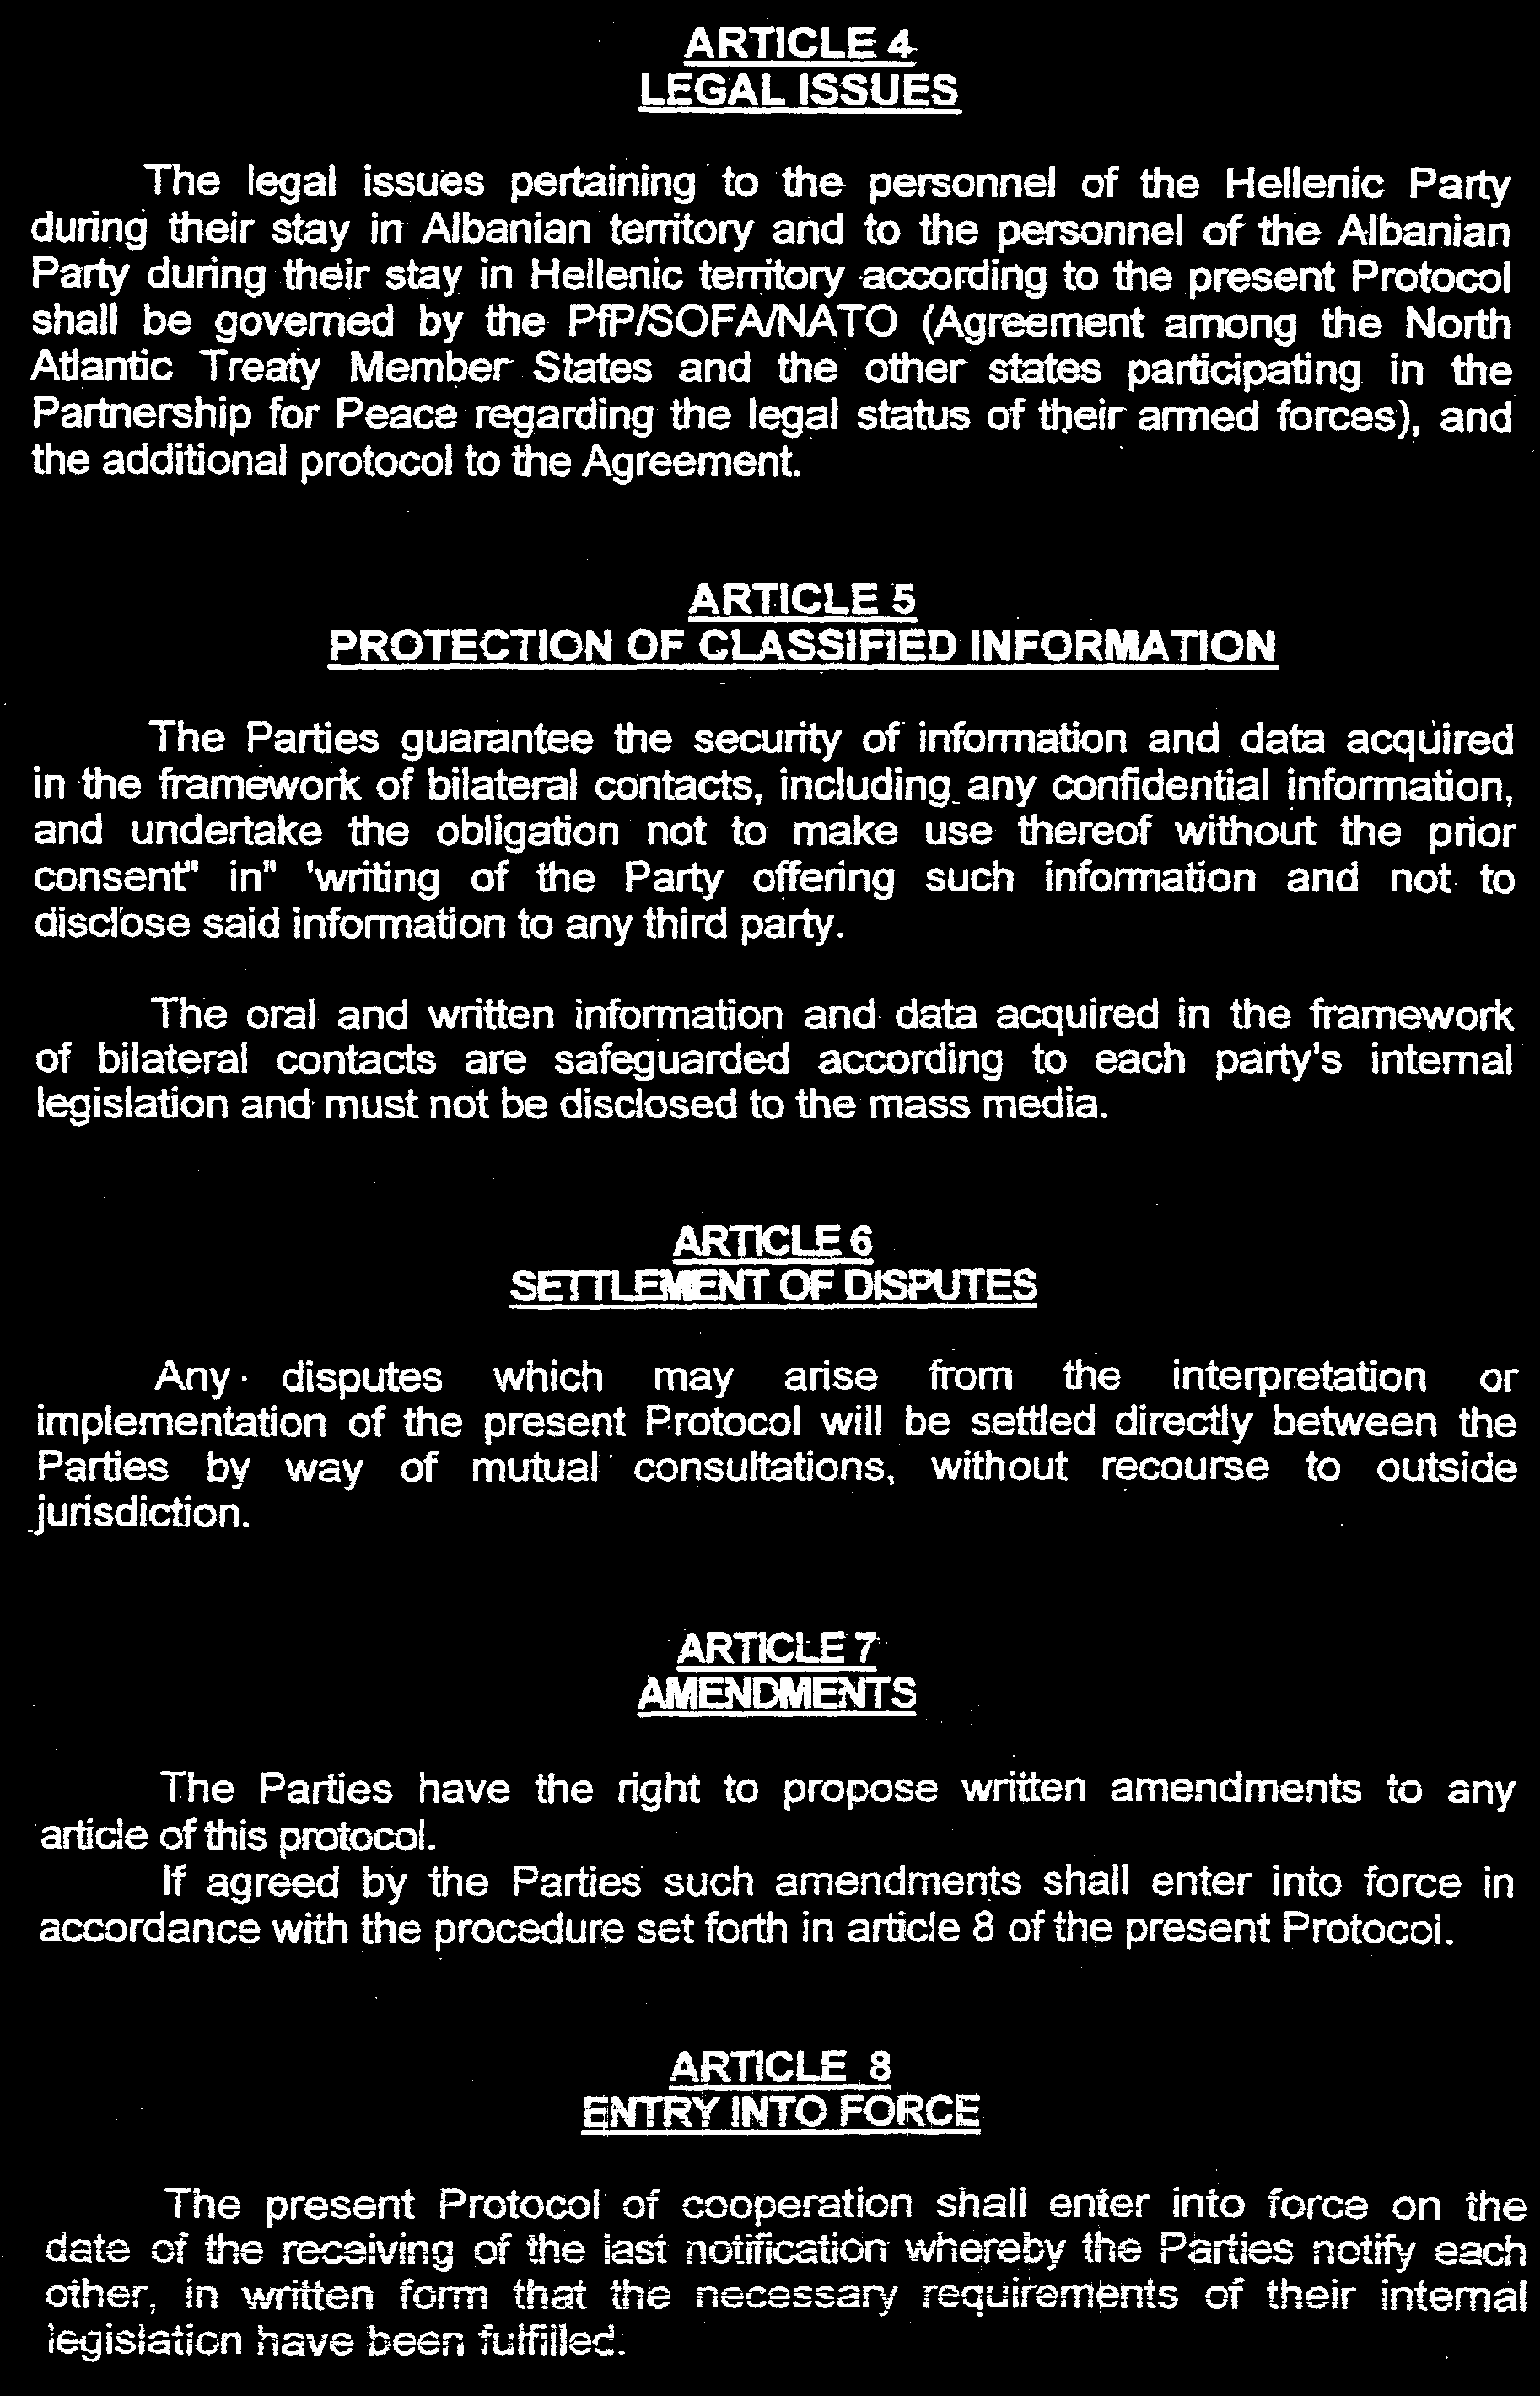 ARTICLE 4
LEGAL ISSUES
The legal issues pertaining to the personnel of the Hellenic Party
during their stay in Albanian territory and to the personnel of the Albanian
Party during their stay in Hellenic territory according to the present Protocol
shall be governed by the PfP/SOFA/NATO (Agreement among the North
Atlantic Treaty Member States and the other states participating in the
Partnership for Peace regarding the legal status of their armed forces), and
the additional protocol to the Agreement.
ARTICLE 5
PROTECTION OF CLASSIFIED INFORMATION
The Parties guarantee the security of information and data acquired
in the framework of bilateral contacts, including any confidential information,
and undertake the obligation not to make use thereof without the prior
consent" in" 'writing of the Party offering such information and not to
disclose said information to any third party.
The oral and written information and data acquired in the framework
of bilateral contacts are safeguarded according to each party's internal
legislation and must not be disclosed to the mass media.
ARTICLE 6
SETTLEMENT OF DISPUTES
Any disputes which may arise from the interpretation or
implementation of the present Protocol will be settled directly between the
Parties by way of mutual consultations, without recourse to outside
jurisdiction.
ARTICLE 7
AMENDMENTS
The Parties have the right to propose written amendments to any
article of this protocol.
If agreed by the Parties such amendments shall enter into force in
accordance with the procedure set forth in article 8 of the present Protocol.
ARTICLE 8
ENTRY INTO FORCE
The present Protocol of cooperation shall enter into force on the
date of the receiving of the last notification whereby the Parties notify each
other, in written form that the necessary requirements of their internal
legislation have been fulfilled.